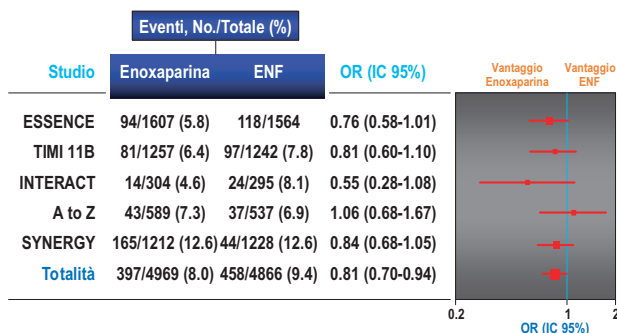 Eventi, No./Totale (%)
Studio Enoxaparina ENF OR (IC 95%) Vantaggio Enoxaparina Vantaggio ENF
ESSENCE 94/1607 (5.8) 118/1564 0.76 (0.58-1.01)
TIMI 11B 81/1257 (6.4) 97/1242 (7.8) 0.81 (0.60-1.10)
INTERACT 14/304 (4.6) 24/295 (8.1) 0.55 (0.28-1.08)
A to Z 43/589 (7.3) 37/537 (6.9) 1.06 (0.68-1.67)
SYNERGY 165/1212 (12.6) 44/1228 (12.6) 0.84 (0.68-1.05)
Totalità 397/4969 (8.0) 458/4866 (9.4) 0.81 (0.70-0.94)
0.2 1 2
OR (IC 95%)